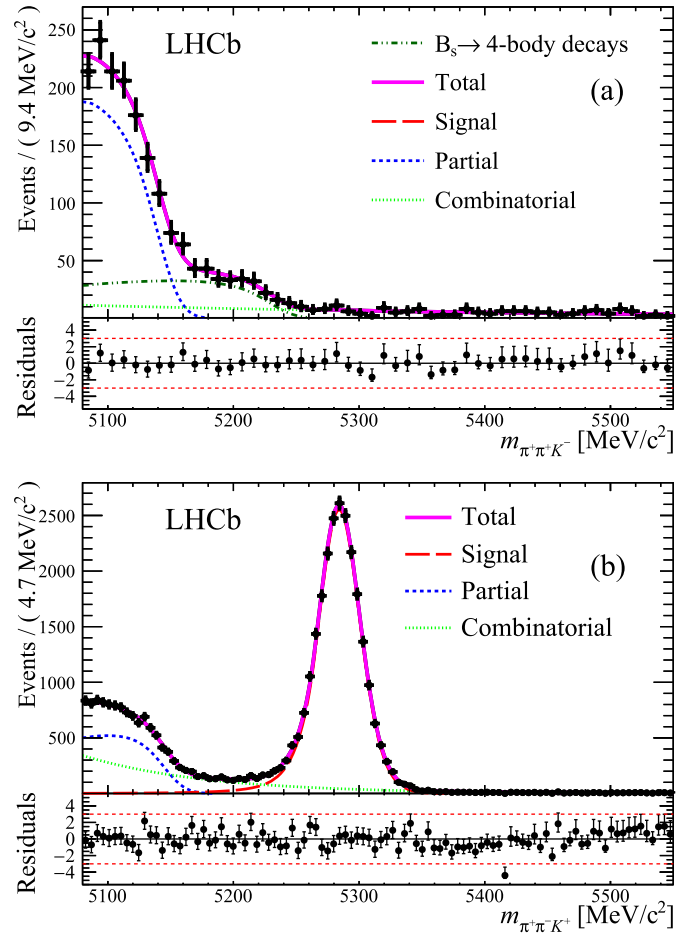 LHCb
B_s→ 4-body decays
Total
Signal
Partial
Combinatorial
(a)
Events / ( 9.4 MeV/c²)
250
200
150
100
50
Residuals
4
2
0
−2
−4
5100 5200 5300 5400 5500
m_π⁺π⁺K⁻ [MeV/c²]
LHCb
Total
Signal
Partial
Combinatorial
(b)
Events / ( 4.7 MeV/c²)
2500
2000
1500
1000
500
Residuals
4
2
0
−2
−4
5100 5200 5300 5400 5500
m_π⁺π⁻K⁺ [MeV/c²]